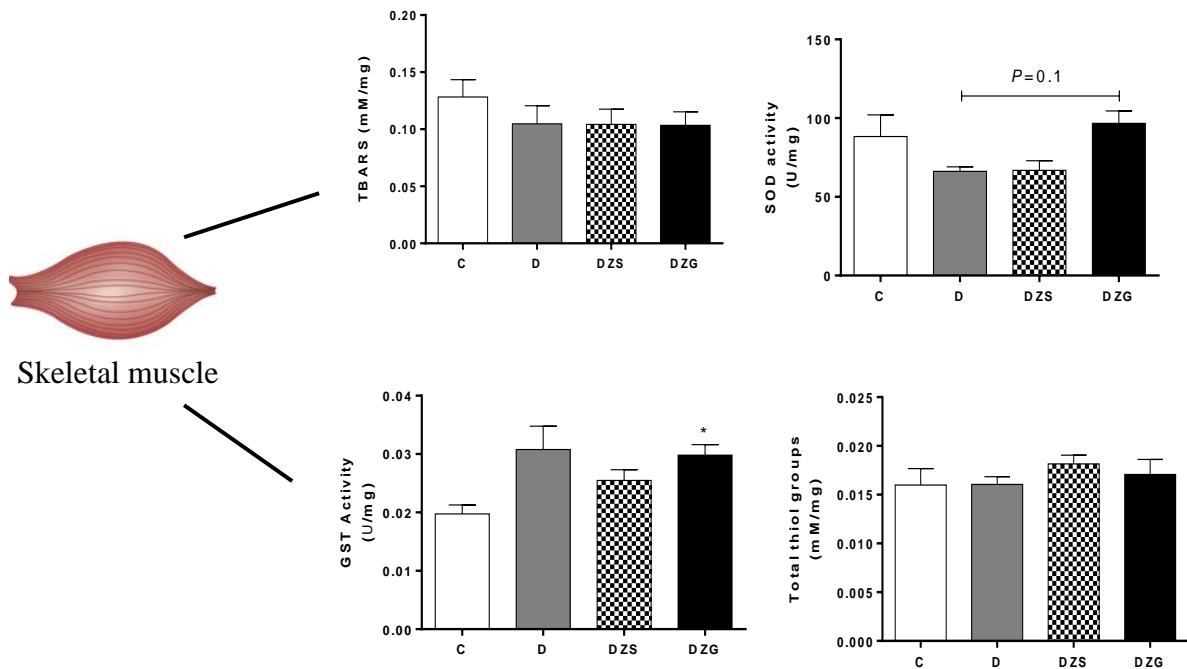 0.20
0.15
0.10
0.05
0.00
TBARS (mM/mg)
C D DZS DZG
150
100
50
0
SOD activity
(U/mg)
P=0.1
C D DZS DZG
Skeletal muscle
0.04
0.03
0.02
0.01
0.00
GST Activity
(U/mg)
*
C D DZS DZG
0.025
0.020
0.015
0.010
0.005
0.000
Total thiol groups
(mM/mg)
C D DZS DZG